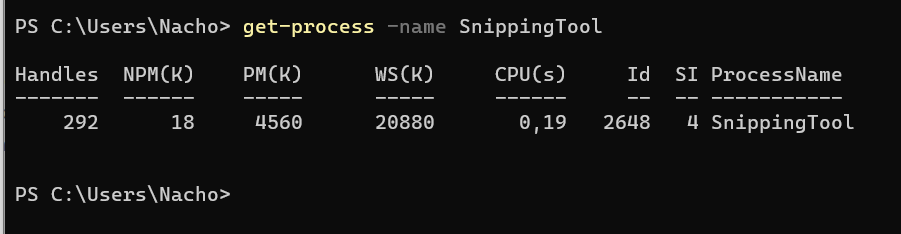 PS C:\Users\Nacho> get-process -name SnippingTool
Handles NPM(K) PM(K) WS(K) CPU(s) Id SI ProcessName
------- ------ ----- ----- ------ -- -- -----------
292 18 4560 20880 0,19 2648 4 SnippingTool
PS C:\Users\Nacho>